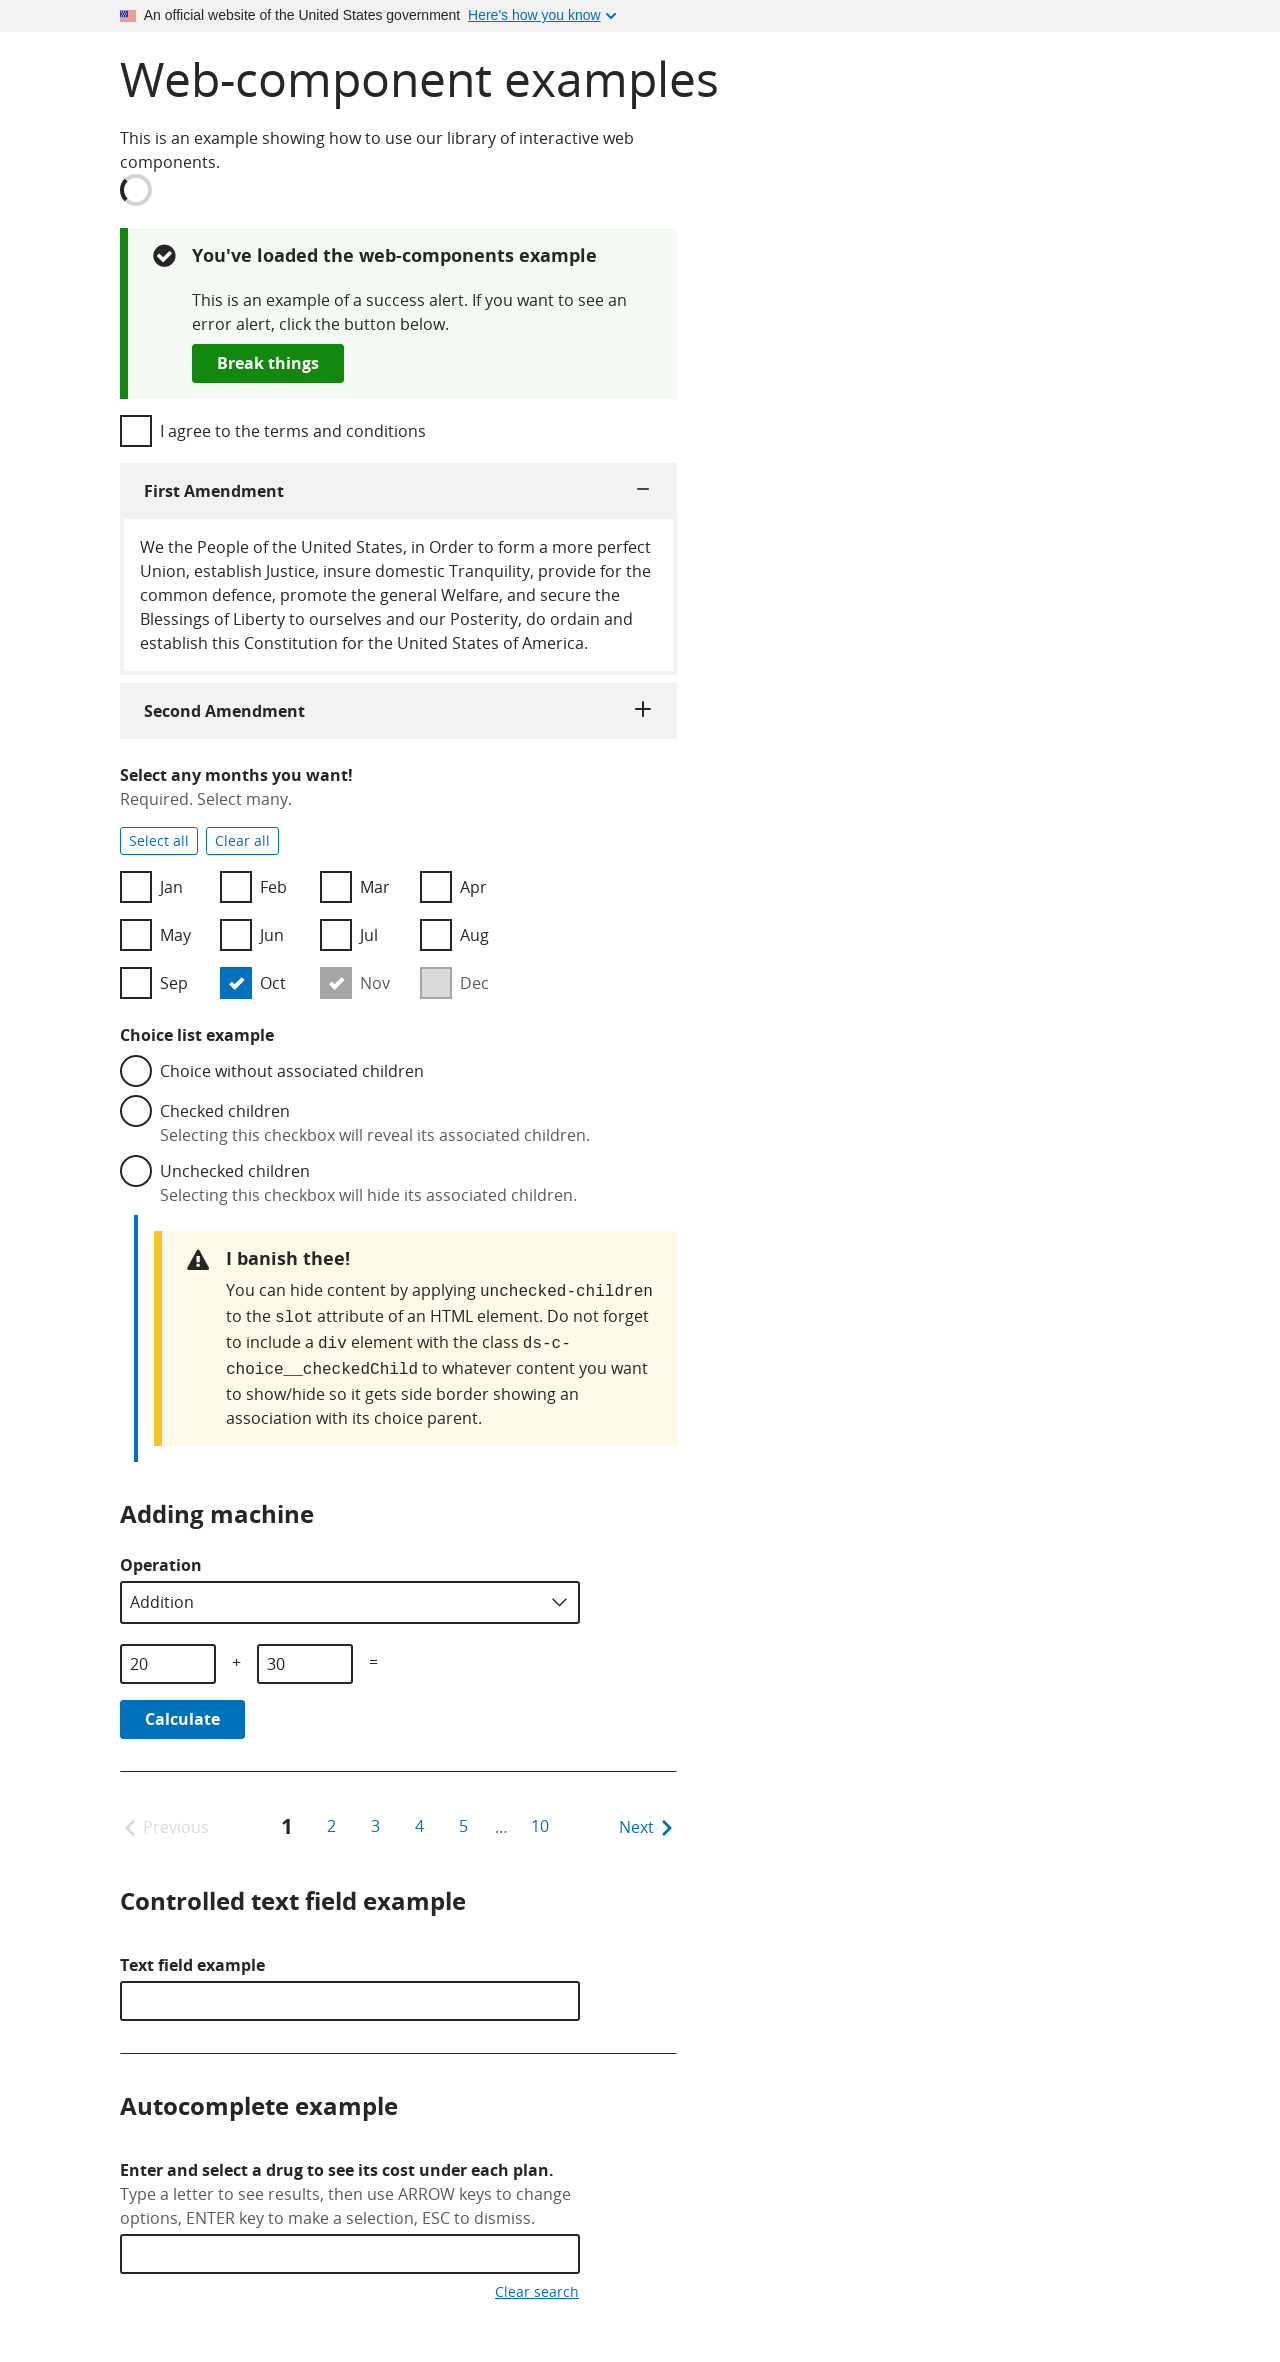 An official website of the United States government Here's how you know
Web-component examples
This is an example showing how to use our library of interactive web
components.
You've loaded the web-components example
This is an example of a success alert. If you want to see an
error alert, click the button below.
Break things
I agree to the terms and conditions
First Amendment
We the People of the United States, in Order to form a more perfect
Union, establish Justice, insure domestic Tranquility, provide for the
common defence, promote the general Welfare, and secure the
Blessings of Liberty to ourselves and our Posterity, do ordain and
establish this Constitution for the United States of America.
Second Amendment
Select any months you want!
Required. Select many.
Select all Clear all
Jan Feb Mar Apr
May Jun Jul Aug
Sep Oct Nov Dec
Choice list example
Choice without associated children
Checked children
Selecting this checkbox will reveal its associated children.
Unchecked children
Selecting this checkbox will hide its associated children.
I banish thee!
You can hide content by applying unchecked-children
to the slot attribute of an HTML element. Do not forget
to include a div element with the class ds-c-
choice__checkedChild to whatever content you want
to show/hide so it gets side border showing an
association with its choice parent.
Adding machine
Operation
Addition
20 + 30 =
Calculate
Previous 1 2 3 4 5 … 10 Next
Controlled text field example
Text field example
Autocomplete example
Enter and select a drug to see its cost under each plan.
Type a letter to see results, then use ARROW keys to change
options, ENTER key to make a selection, ESC to dismiss.
Clear search